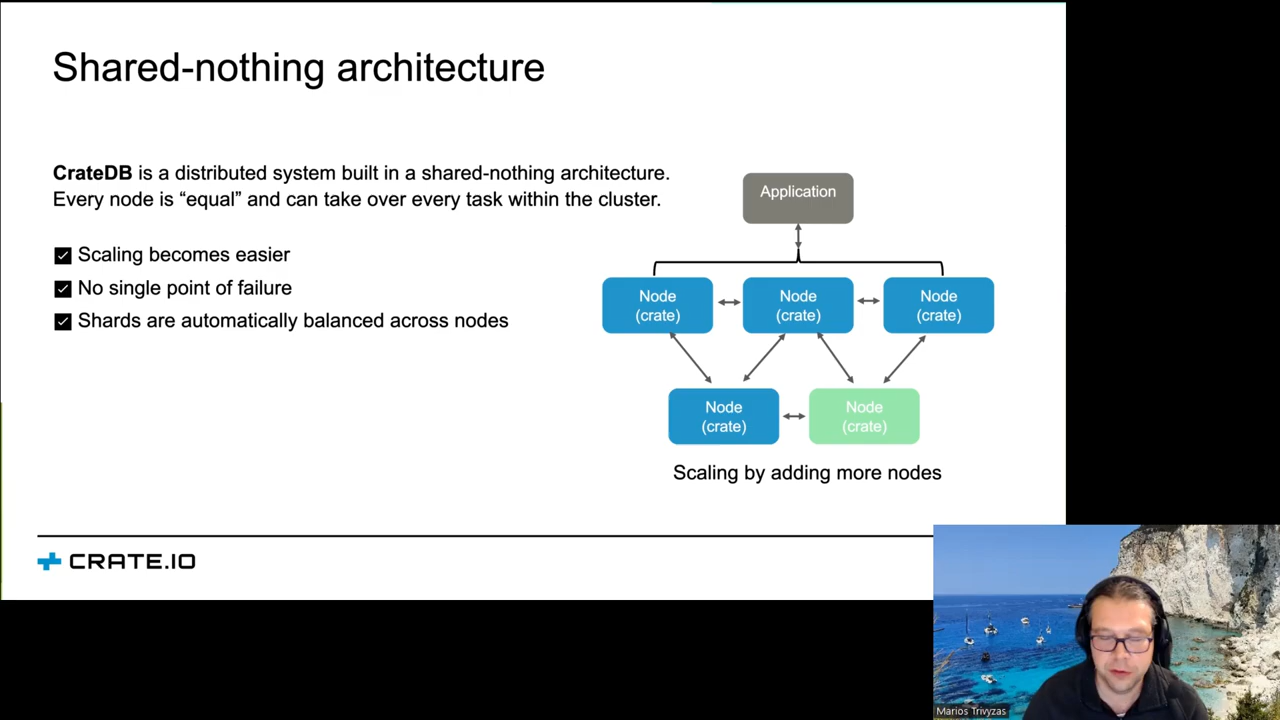 Shared-nothing architecture
CrateDB is a distributed system built in a shared-nothing architecture.
Every node is “equal” and can take over every task within the cluster.
Scaling becomes easier
No single point of failure
Shards are automatically balanced across nodes
Application
Node
(crate)
Node
(crate)
Node
(crate)
Node
(crate)
Node
(crate)
Scaling by adding more nodes
CRATE.IO
Marios Trivyzas